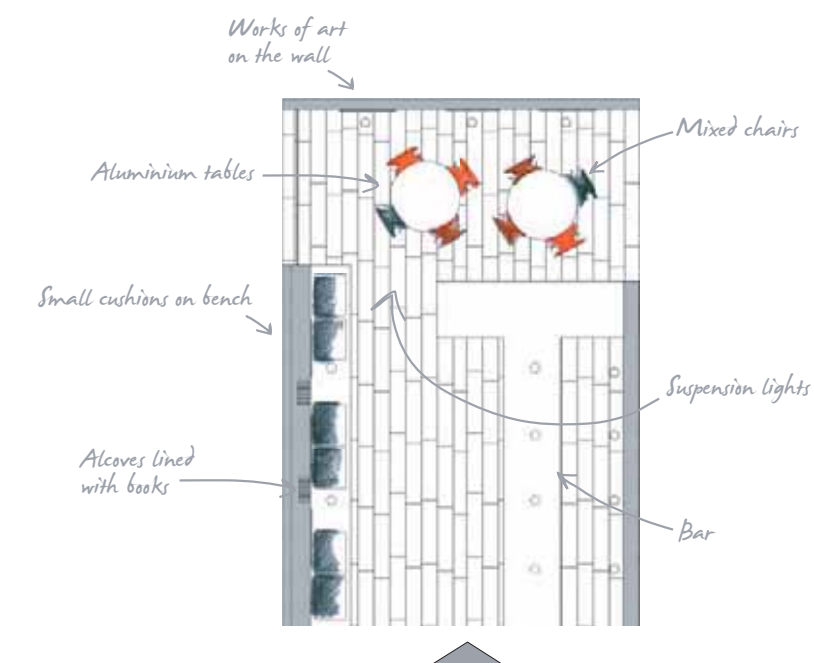 Works of art
on the wall
Mixed chairs
Aluminium tables
Small cushions on bench
Suspension lights
Alcoves lined
with books
Bar